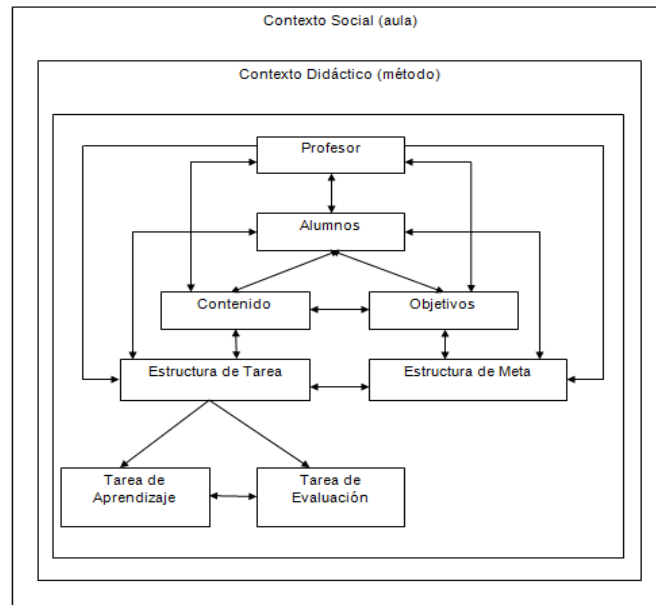 Contexto Social (aula)
Contexto Didáctico (método)
Profesor
Alumnos
Contenido
Objetivos
Estructura de Tarea
Estructura de Meta
Tarea de
Aprendizaje
Tarea de
Evaluación